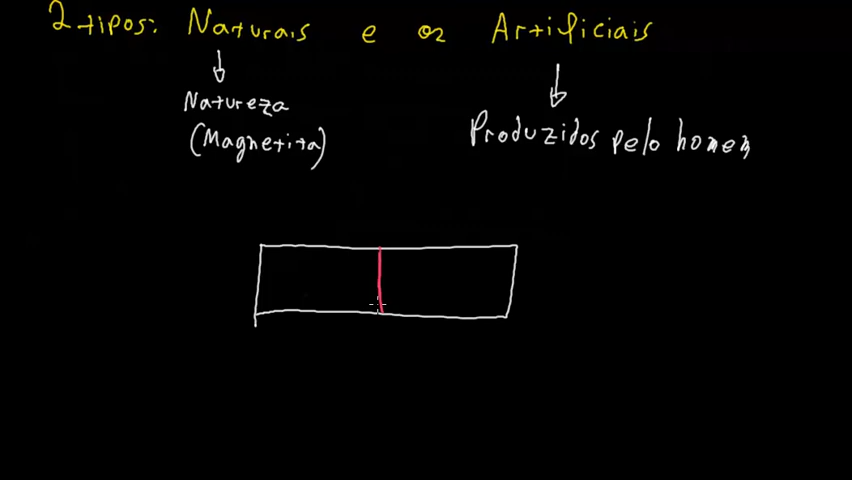 2 tipos: Naturais e os Artificiais
Natureza
(Magnetita)
Produzidos pelo homem